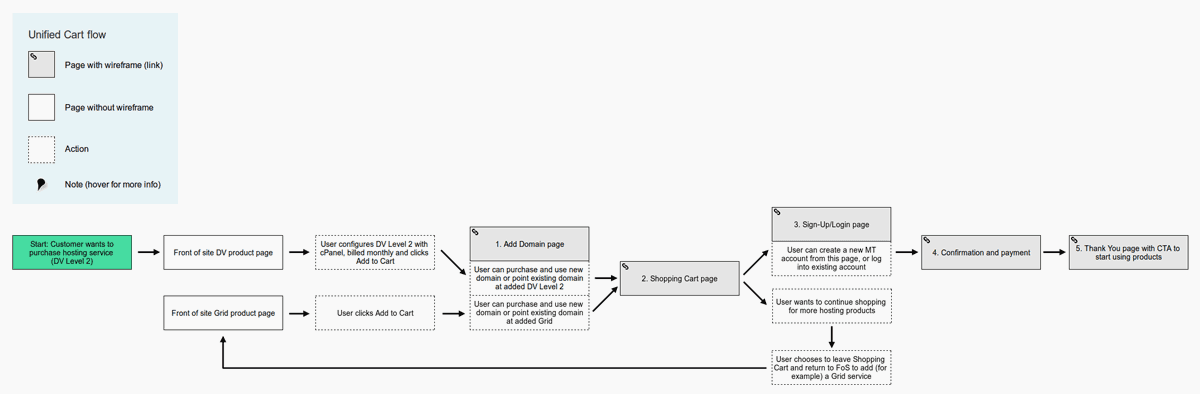 Unified Cart flow
Page with wireframe (link)
Page without wireframe
Action
Note (hover for more info)
Start: Customer wants to
purchase hosting service
(DV Level 2)
Front of site DV product page
User configures DV Level 2 with
cPanel, billed monthly and clicks
Add to Cart
1. Add Domain page
User can purchase and use new
domain or point existing domain
at added DV Level 2
User can purchase and use new
domain or point existing domain
at added Grid
Front of site Grid product page
User clicks Add to Cart
2. Shopping Cart page
3. Sign-Up/Login page
User can create a new MT
account from this page, or log
into existing account
User wants to continue shopping
for more hosting products
User chooses to leave Shopping
Cart and return to FoS to add (for
example) a Grid service
4. Confirmation and payment
5. Thank You page with CTA to
start using products